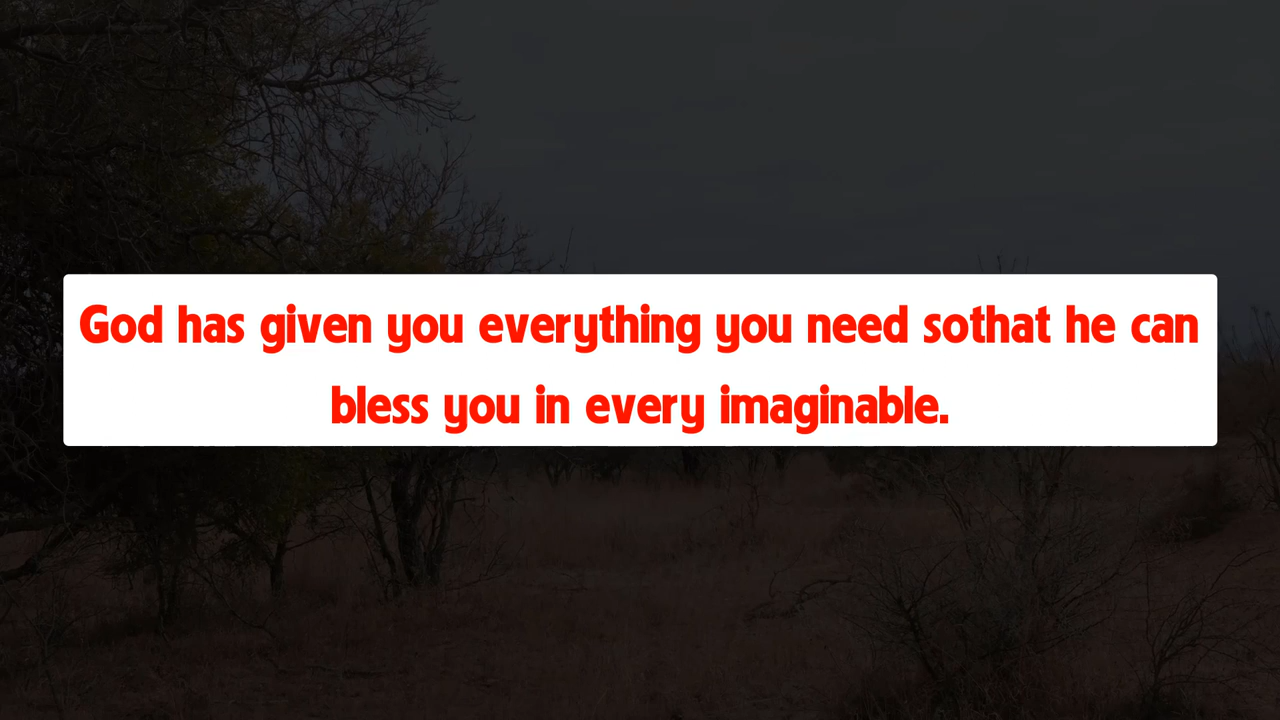 God has given you everything you need sothat he can
bless you in every imaginable.